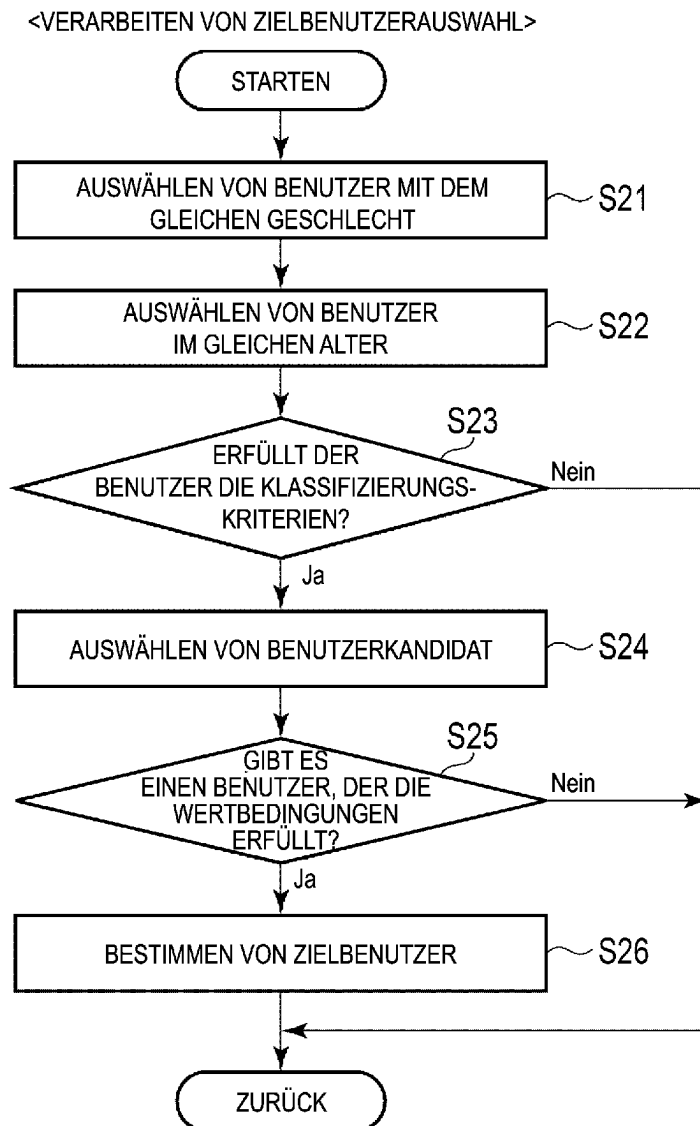 <VERARBEITEN VON ZIELBENUTZERAUSWAHL>
STARTEN
AUSWÄHLEN VON BENUTZER MIT DEM
GLEICHEN GESCHLECHT
S21
AUSWÄHLEN VON BENUTZER
IM GLEICHEN ALTER
S22
S23
ERFÜLLT DER
BENUTZER DIE KLASSIFIZIERUNGS-
KRITERIEN?
Nein
Ja
AUSWÄHLEN VON BENUTZERKANDIDAT
S24
S25
GIBT ES
EINEN BENUTZER, DER DIE
WERTBEDINGUNGEN
ERFÜLLT?
Nein
Ja
BESTIMMEN VON ZIELBENUTZER
S26
ZURÜCK